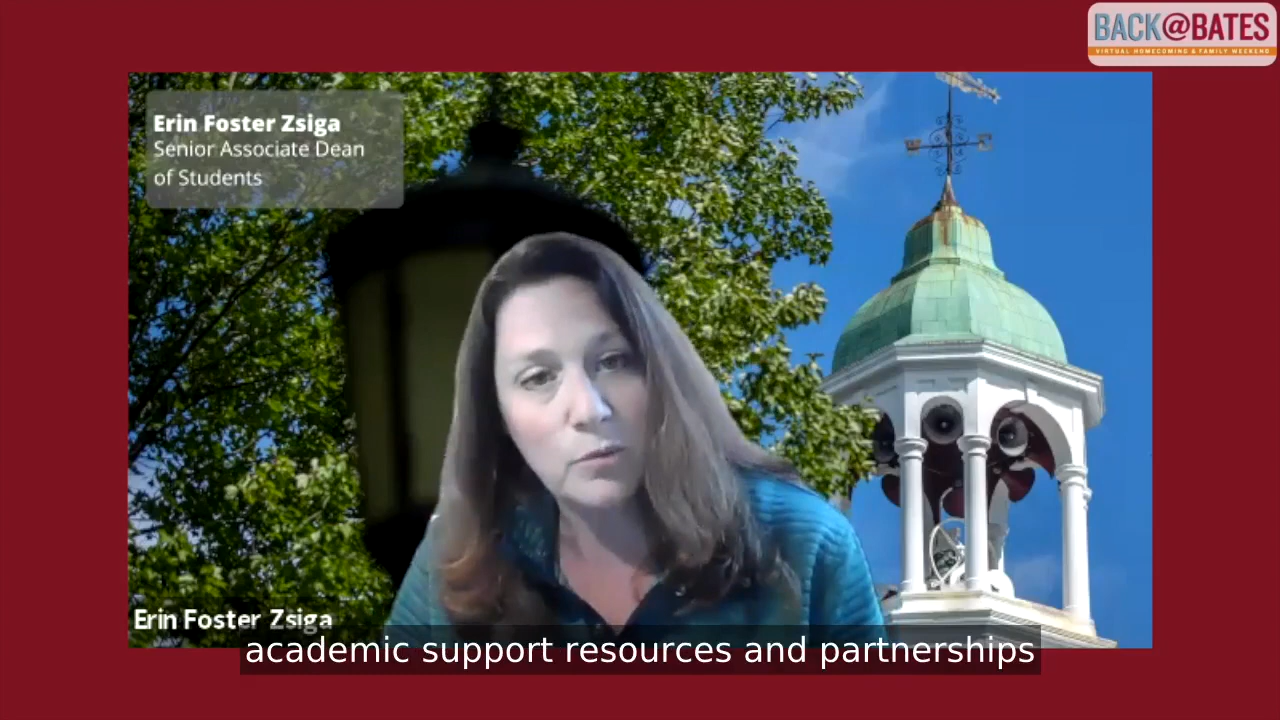 BACK@BATES
VIRTUAL HOMECOMING & FAMILY WEEKEND
Erin Foster Zsiga
Senior Associate Dean
of Students
W
E
Erin Foster Zsiga
academic support resources and partnerships